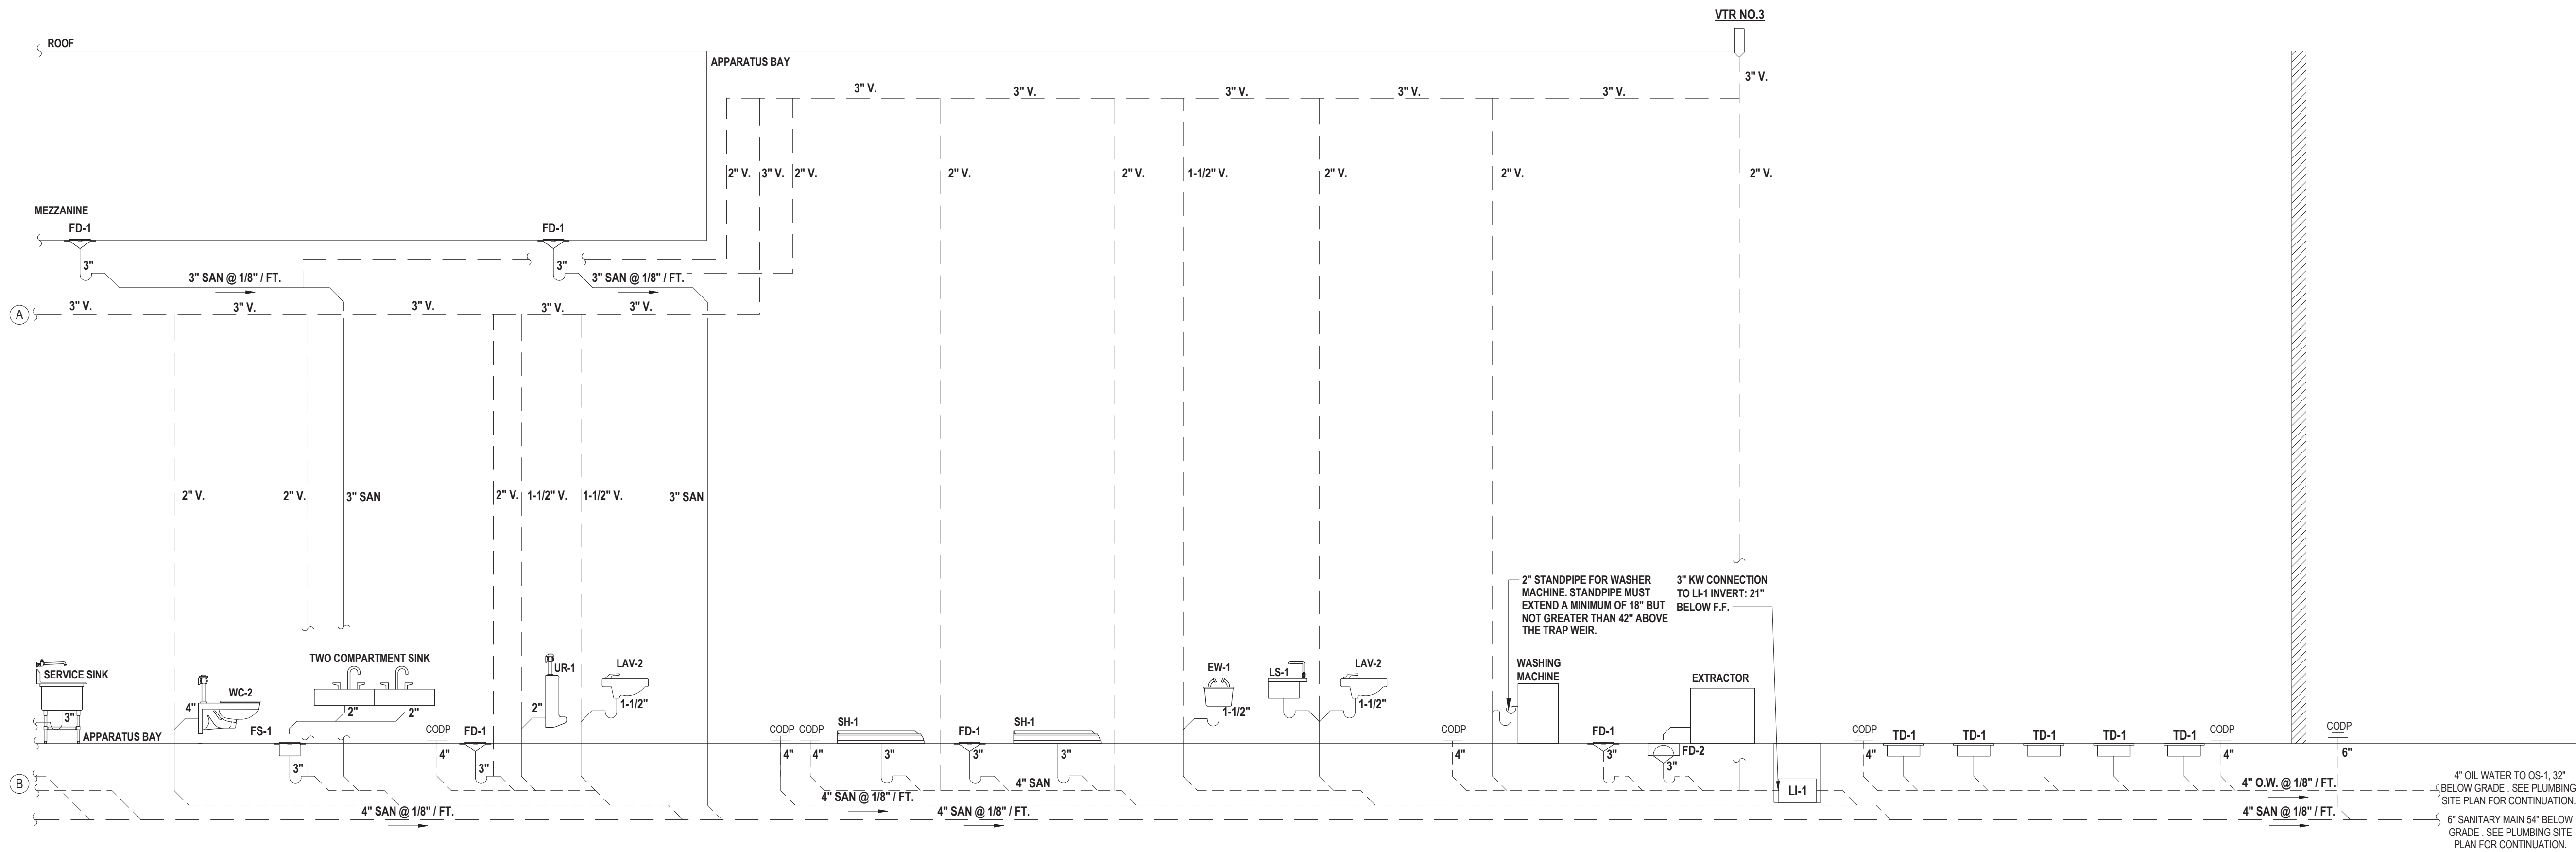 VTR NO.3
ROOF
APPARATUS BAY
3" V.
3" V.
3" V.
3" V.
3" V.
3" V.
2" V.
3" V.
2" V.
2" V.
2" V.
1-1/2" V.
2" V.
2" V.
2" V.
MEZZANINE
FD-1
FD-1
3"
3"
3" SAN @ 1/8" / FT.
3" SAN @ 1/8" / FT.
A
3" V.
3" V.
3" V.
3" V.
3" V.
2" V.
2" V.
3" SAN
2" V.
1-1/2" V.
1-1/2" V.
3" SAN
2" STANDPIPE FOR WASHER
MACHINE. STANDPIPE MUST
EXTEND A MINIMUM OF 18" BUT
NOT GREATER THAN 42" ABOVE
THE TRAP WEIR.
3" KW CONNECTION
TO LI-1 INVERT: 21"
BELOW F.F.
SERVICE SINK
3"
WC-2
4"
TWO COMPARTMENT SINK
2"
2"
UR-1
2"
LAV-2
1-1/2"
EW-1
1-1/2"
LS-1
LAV-2
1-1/2"
WASHING
MACHINE
EXTRACTOR
APPARATUS BAY
FS-1
3"
CODP
4"
FD-1
3"
CODP
4"
CODP
4"
SH-1
3"
FD-1
3"
SH-1
3"
CODP
4"
FD-1
3"
FD-2
3"
LI-1
CODP
4"
TD-1
TD-1
TD-1
TD-1
TD-1
CODP
4"
CODP
6"
B
4" SAN
4" SAN @ 1/8" / FT.
4" SAN @ 1/8" / FT.
4" SAN @ 1/8" / FT.
4" O.W. @ 1/8" / FT.
4" SAN @ 1/8" / FT.
4" OIL WATER TO OS-1, 32"
BELOW GRADE . SEE PLUMBING
SITE PLAN FOR CONTINUATION.
6" SANITARY MAIN 54" BELOW
GRADE . SEE PLUMBING SITE
PLAN FOR CONTINUATION.